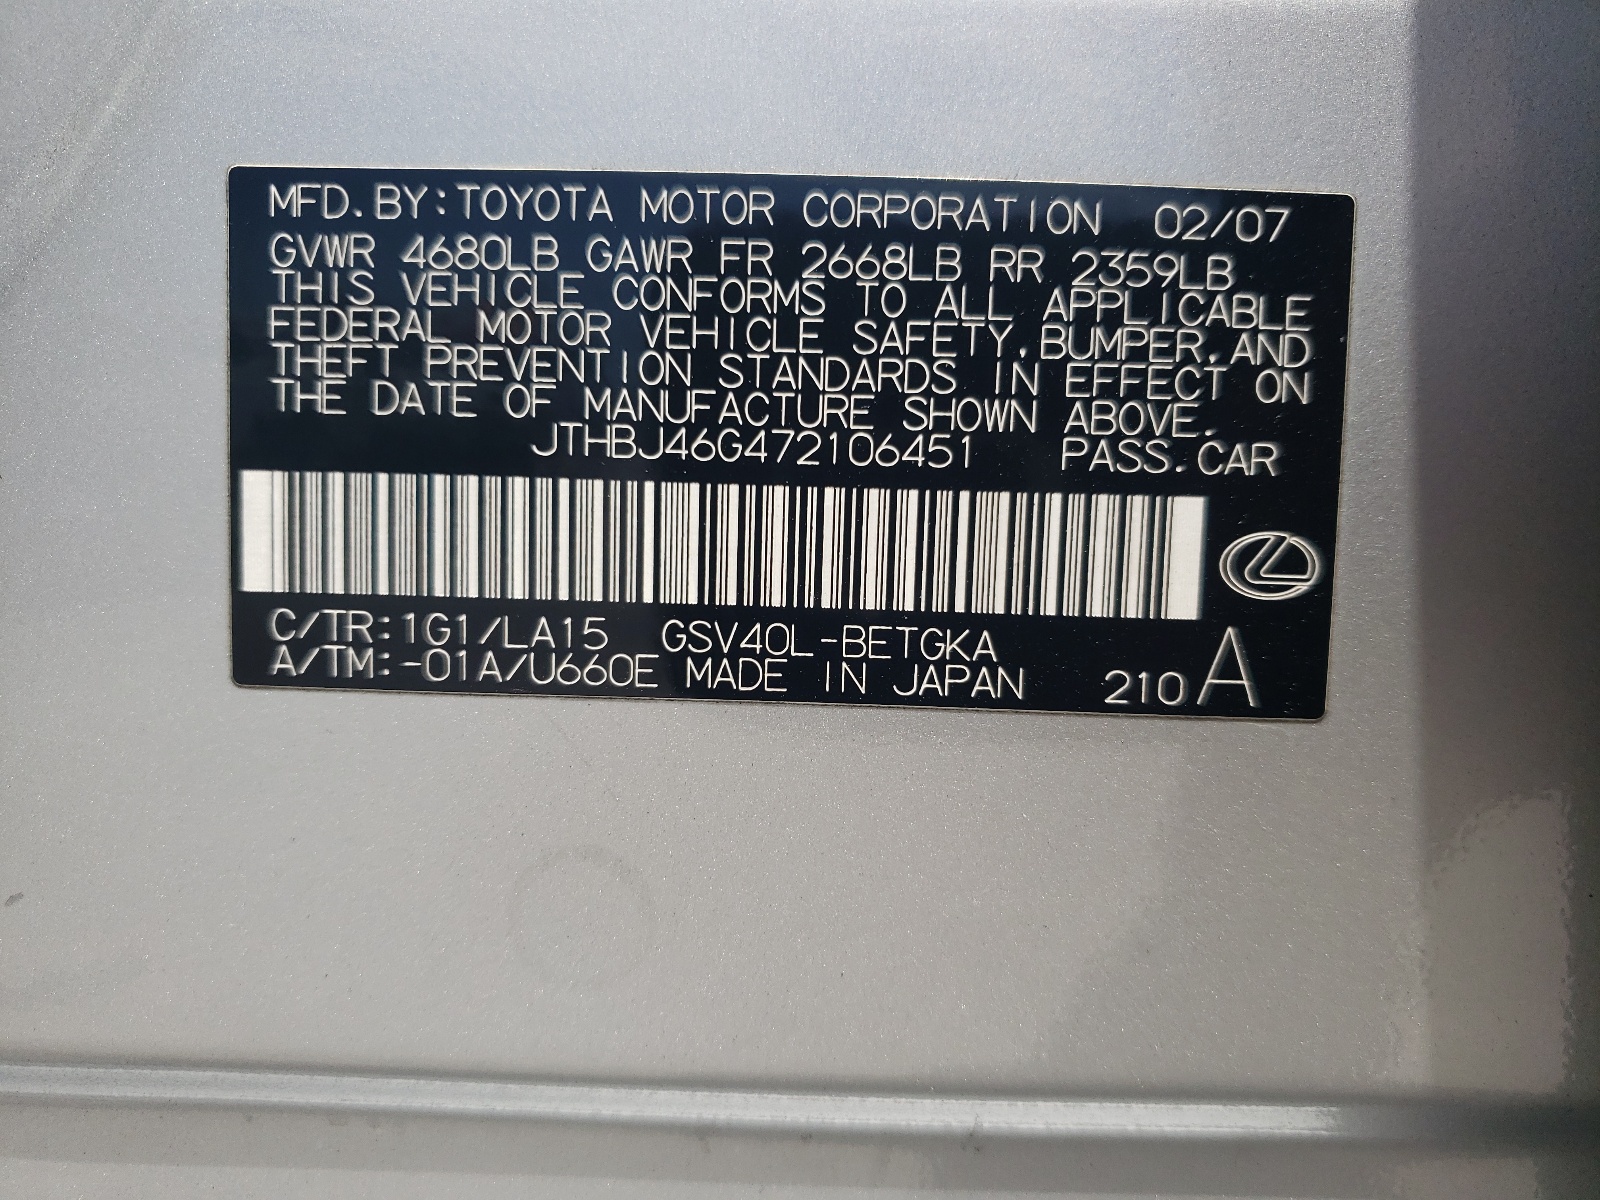 MFD. BY: TOYOTA MOTOR CORPORATION 02/07
GVWR 4680LB GAWR FR 2668LB RR 2359LB
THIS VEHICLE CONFORMS TO ALL APPLICABLE
FEDERAL MOTOR VEHICLE SAFETY, BUMPER, AND
THEFT PREVENTION STANDARDS IN EFFECT ON
THE DATE OF MANUFACTURE SHOWN ABOVE.
JTHBJ46G472106451 PASS. CAR
C/TR: 1G1/LA15 GSV40L-BETGKA
A/TM: -01A/U660E MADE IN JAPAN 210 A